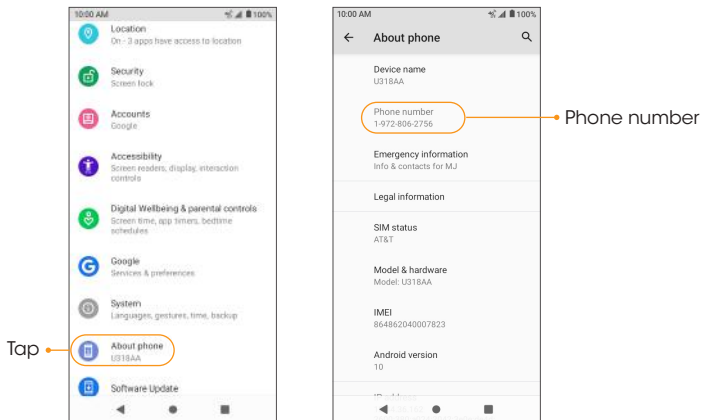 10:00 AM
100%
Location
On - 3 apps have access to location
Security
Screen lock
Accounts
Google
Accessibility
Screen readers, display, interaction
controls
Digital Wellbeing & parental controls
Screen time, app timers, bedtime
schedules
Google
Services & preferences
System
Languages, gestures, time, backup
Tap
About phone
U318AA
Software Update
10:00 AM
100%
About phone
Device name
U318AA
Phone number
1-972-806-2756
Phone number
Emergency information
Info & contacts for MJ
Legal information
SIM status
AT&T
Model & hardware
Model: U318AA
IMEI
864862040007823
Android version
10
IP address